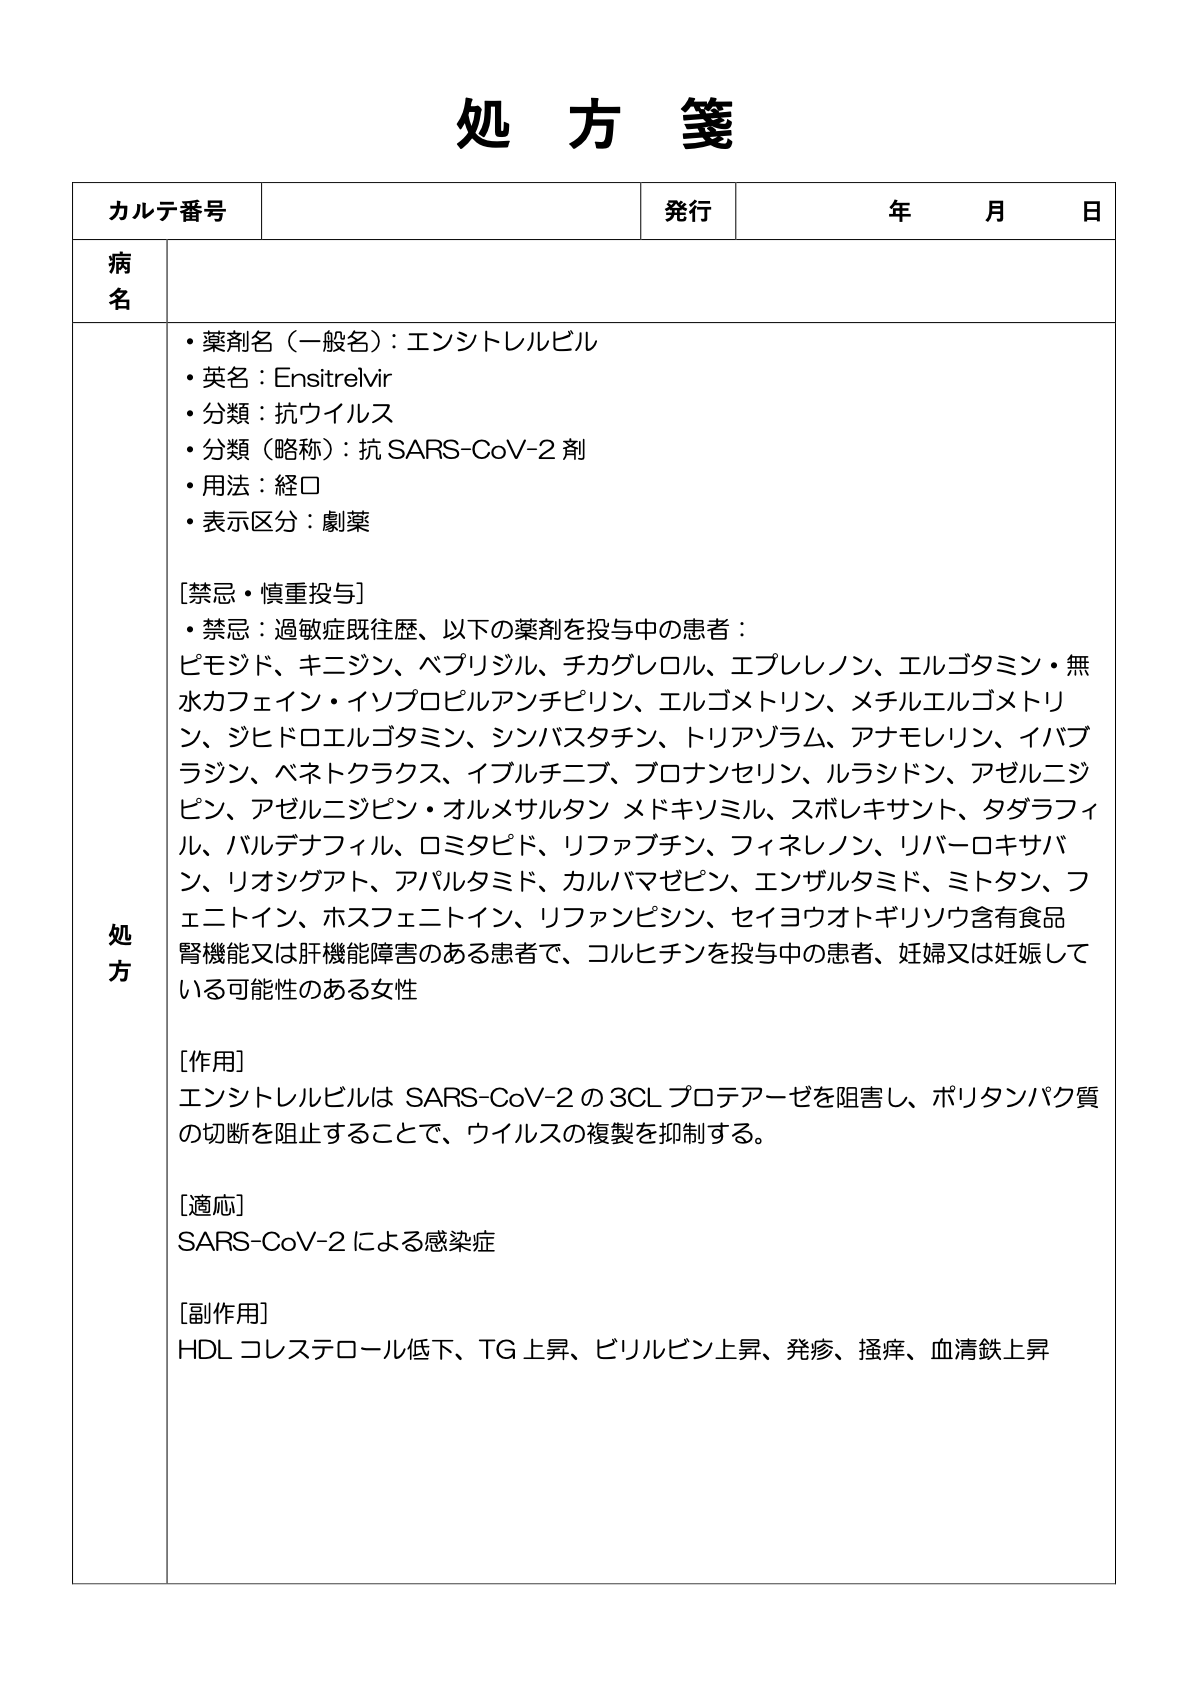 処 方 箋
カルテ番号 発行 年 月 日
病
名
・薬剤名（一般名）：エンシトレルビル
・英名：Ensitrelvir
・分類：抗ウイルス
・分類（略称）：抗 SARS-CoV-2 剤
・用法：経口
・表示区分：劇薬
[禁忌・慎重投与]
・禁忌：過敏症既往歴、以下の薬剤を投与中の患者：
ピモジド、キニジン、ベプリジル、チカグレロル、エプレレノン、エルゴタミン・無
水カフェイン・イソプロピルアンチピリン、エルゴメトリン、メチルエルゴメトリ
ン、ジヒドロエルゴタミン、シンバスタチン、トリアゾラム、アナモレリン、イバブ
ラジン、ベネトクラクス、イブルチニブ、ブロナンセリン、ルラシドン、アゼルニジ
ピン、アゼルニジピン・オルメサルタン メドキソミル、スボレキサント、タダラフィ
ル、バルデナフィル、ロミタピド、リファブチン、フィネレノン、リバーロキサバ
ン、リオシグアト、アパルタミド、カルバマゼピン、エンザルタミド、ミトタン、フ
ェニトイン、ホスフェニトイン、リファンピシン、セイヨウオトギリソウ含有食品
腎機能又は肝機能障害のある患者で、コルヒチンを投与中の患者、妊婦又は妊娠して
いる可能性のある女性
処
方
[作用]
エンシトレルビルは SARS-CoV-2 の 3CL プロテアーゼを阻害し、ポリタンパク質
の切断を阻止することで、ウイルスの複製を抑制する。
[適応]
SARS-CoV-2 による感染症
[副作用]
HDL コレステロール低下、TG 上昇、ビリルビン上昇、発疹、掻痒、血清鉄上昇